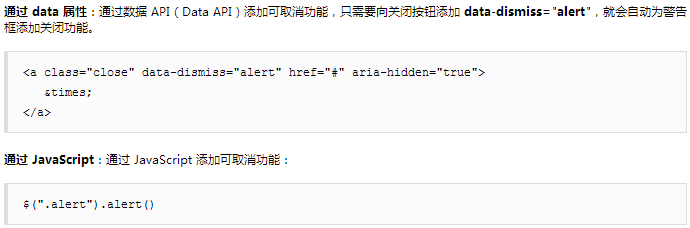 通过 data 属性：通过数据 API（Data API）添加可取消功能，只需要向关闭按钮添加 data-dismiss="alert"，就会自动为警告
框添加关闭功能。
<a class="close" data-dismiss="alert" href="#" aria-hidden="true">
   &times;
</a>
通过 JavaScript：通过 JavaScript 添加可取消功能：
$(".alert").alert()